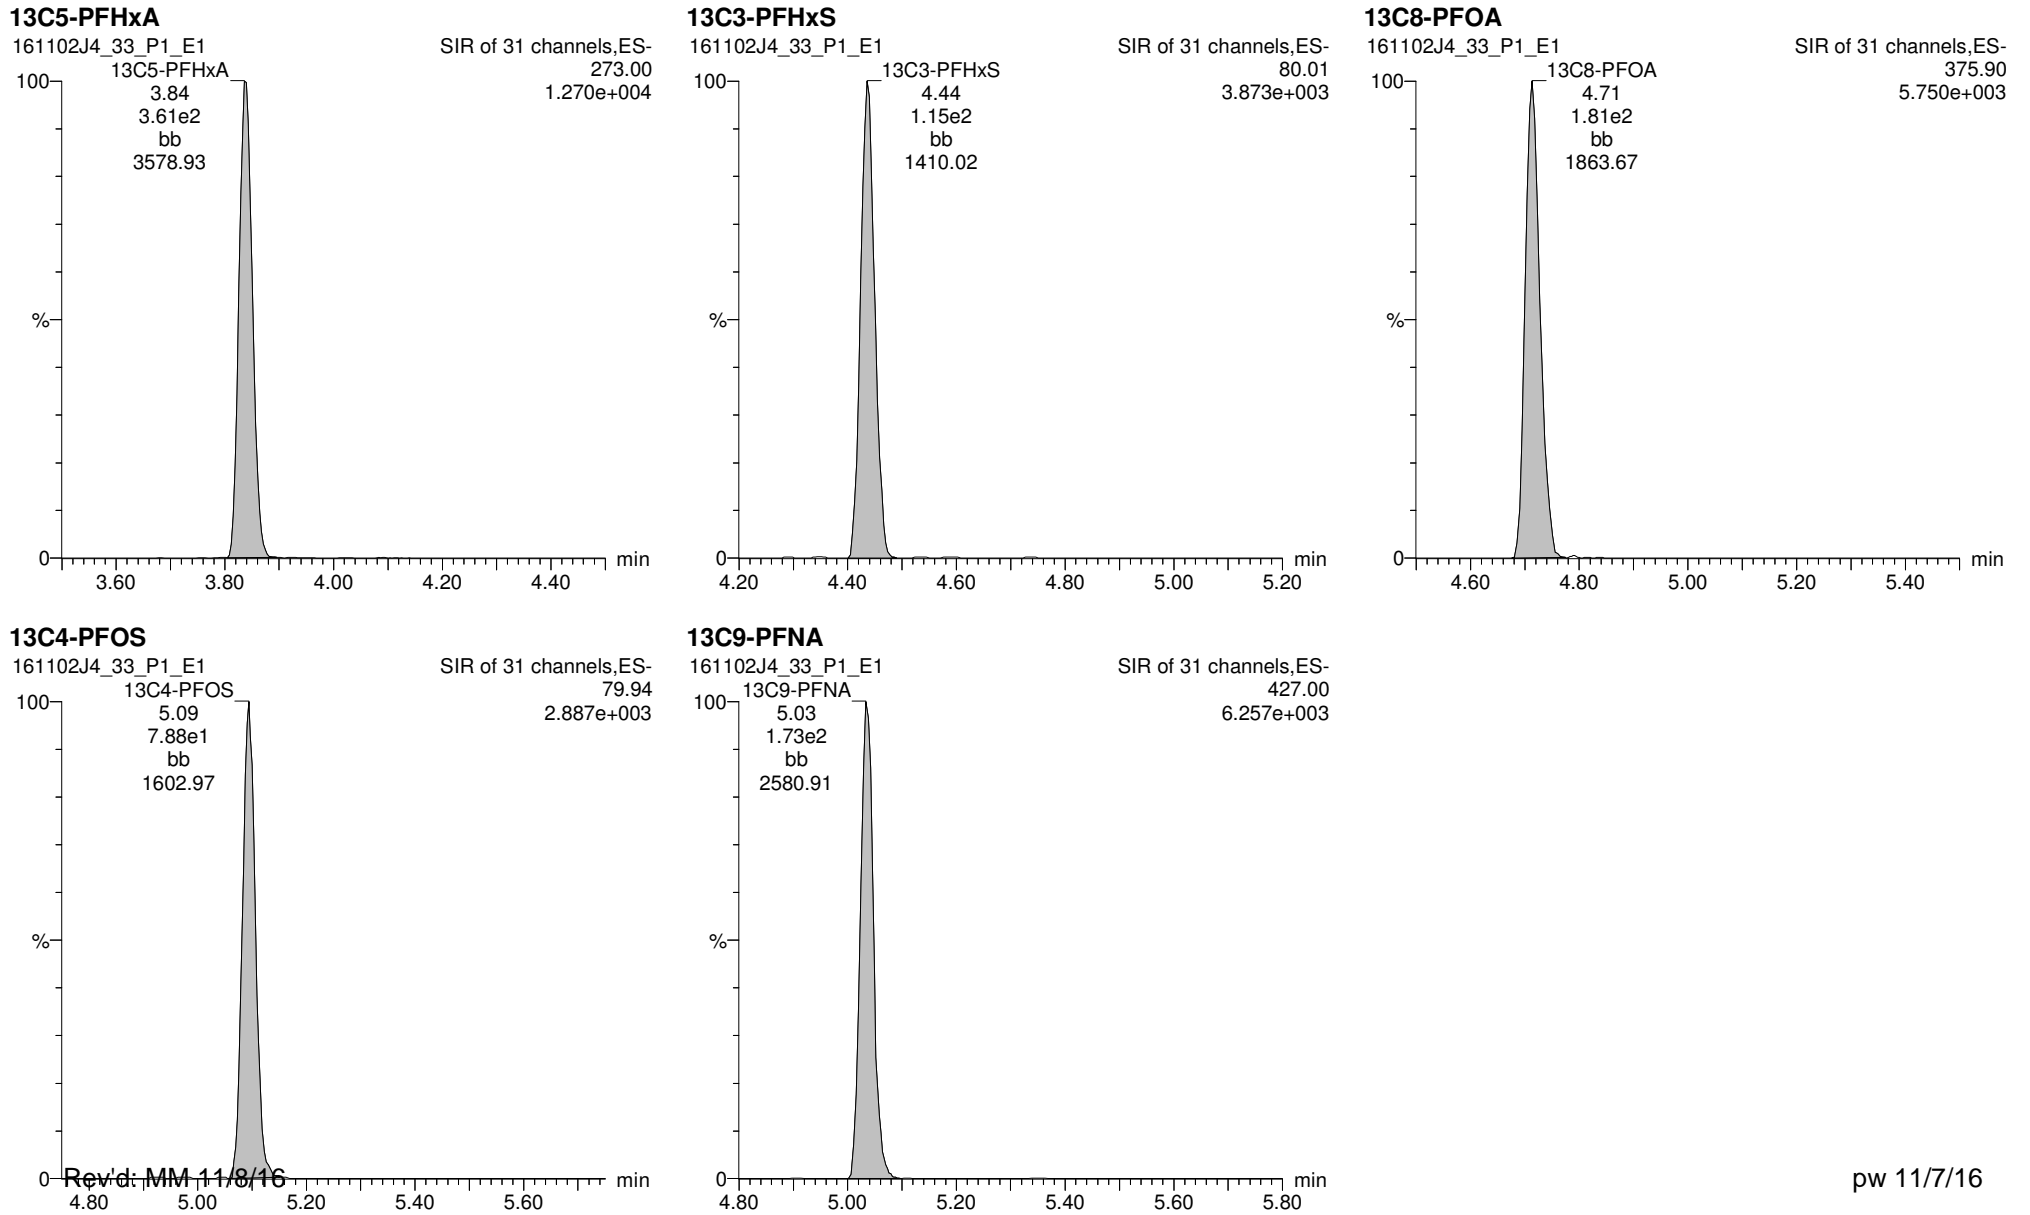 13C5-PFHxA
161102J4_33_P1_E1
SIR of 31 channels,ES-
273.00
1.270e+004
13C5-PFHxA
3.84
3.61e2
bb
3578.93
100
%
0
3.60 3.80 4.00 4.20 4.40
min
13C3-PFHxS
161102J4_33_P1_E1
SIR of 31 channels,ES-
80.01
3.873e+003
13C3-PFHxS
4.44
1.15e2
bb
1410.02
100
%
0
4.20 4.40 4.60 4.80 5.00 5.20
min
13C8-PFOA
161102J4_33_P1_E1
SIR of 31 channels,ES-
375.90
5.750e+003
13C8-PFOA
4.71
1.81e2
bb
1863.67
100
%
0
4.60 4.80 5.00 5.20 5.40
min
13C4-PFOS
161102J4_33_P1_E1
SIR of 31 channels,ES-
79.94
2.887e+003
13C4-PFOS
5.09
7.88e1
bb
1602.97
100
%
0
4.80 5.00 5.20 5.40 5.60
min
13C9-PFNA
161102J4_33_P1_E1
SIR of 31 channels,ES-
427.00
6.257e+003
13C9-PFNA
5.03
1.73e2
bb
2580.91
100
%
0
4.80 5.00 5.20 5.40 5.60 5.80
min
Rev'd: MM 11/8/16
pw 11/7/16